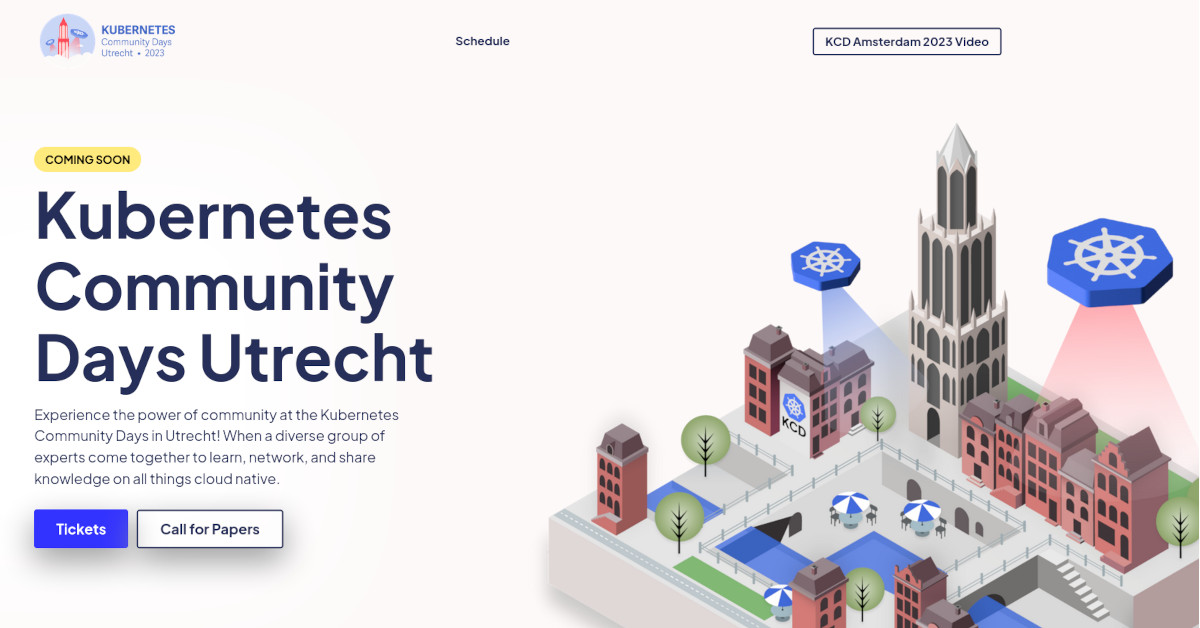 KUBERNETES
Community Days
Utrecht • 2023
Schedule
KCD Amsterdam 2023 Video
COMING SOON
Kubernetes
Community
Days Utrecht
Experience the power of community at the Kubernetes
Community Days in Utrecht! When a diverse group of
experts come together to learn, network, and share
knowledge on all things cloud native.
Tickets
Call for Papers
KCD